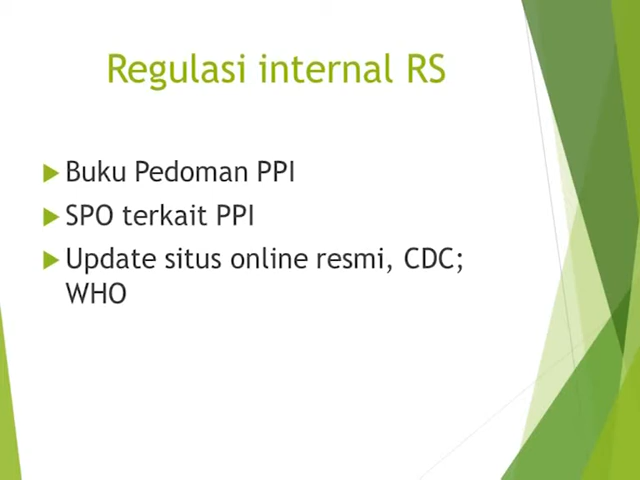 Regulasi internal RS
Buku Pedoman PPI
SPO terkait PPI
Update situs online resmi, CDC;
WHO